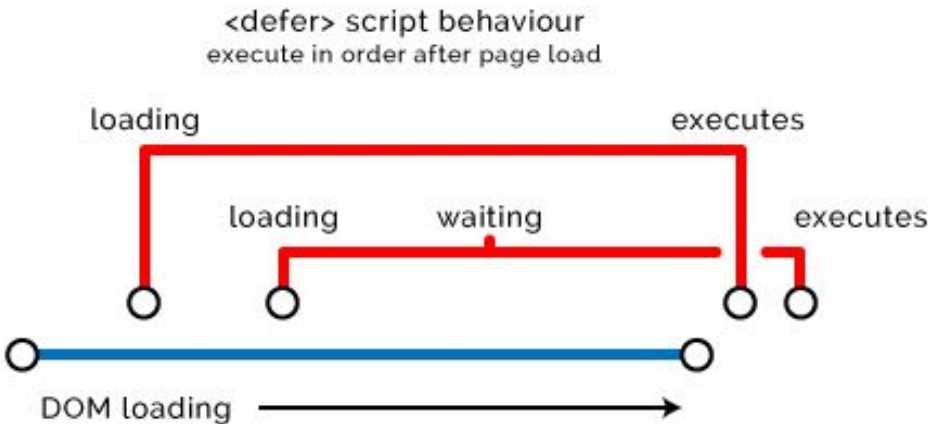 <defer> script behaviour
execute in order after page load
loading
executes
loading
waiting
executes
DOM loading